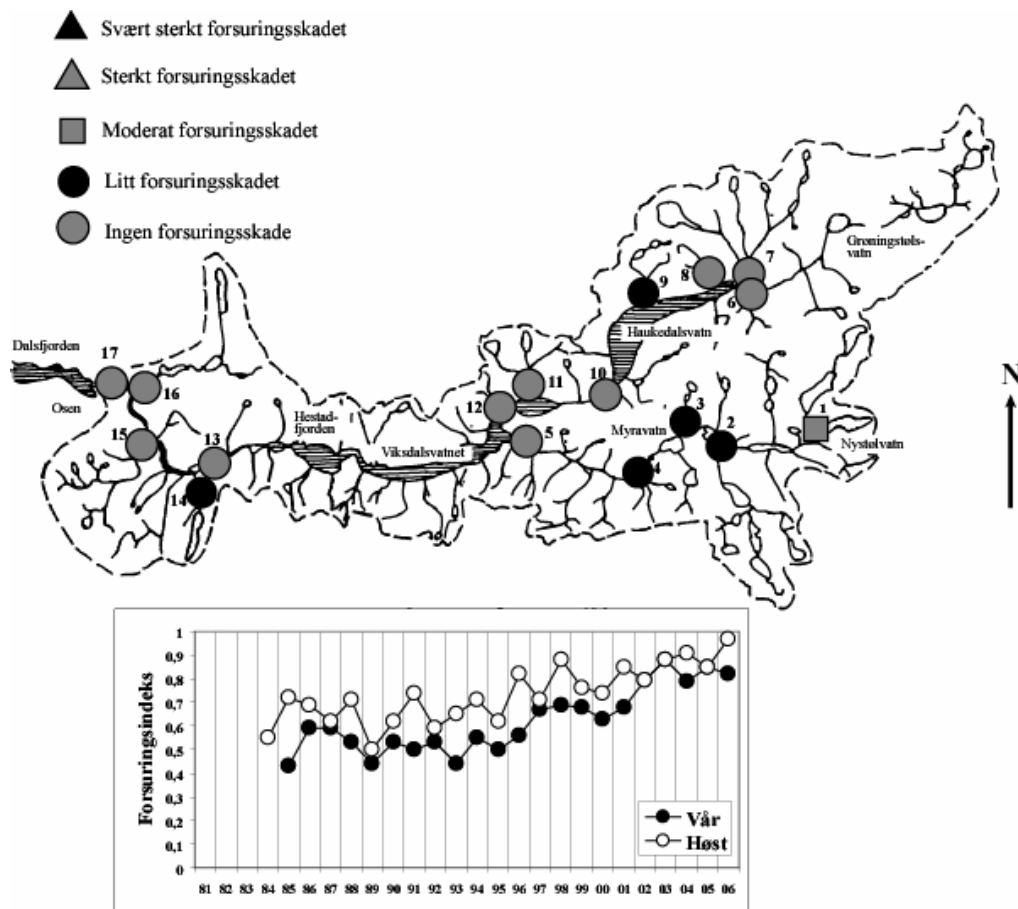 Svært sterkt forsuringsskadet
Sterkt forsuringsskadet
Moderat forsuringsskadet
Litt forsuringsskadet
Ingen forsuringsskade
Grøningstøls-
vatn
7
8
9
6
Haukedalsvatn
Dalsfjorden
17
16
Osen
N
11
10
12
Hestad-
fjorden
3
1
15
13
5
Myravatn
2
Viksdalsvatnet
Nystølvatn
4
14
Forsuringsindeks
1
0,9
0,8
0,7
0,6
0,5
0,4
0,3
0,2
0,1
0
Vår
Høst
81 82 83 84 85 86 87 88 89 90 91 92 93 94 95 96 97 98 99 00 01 02 03 04 05 06